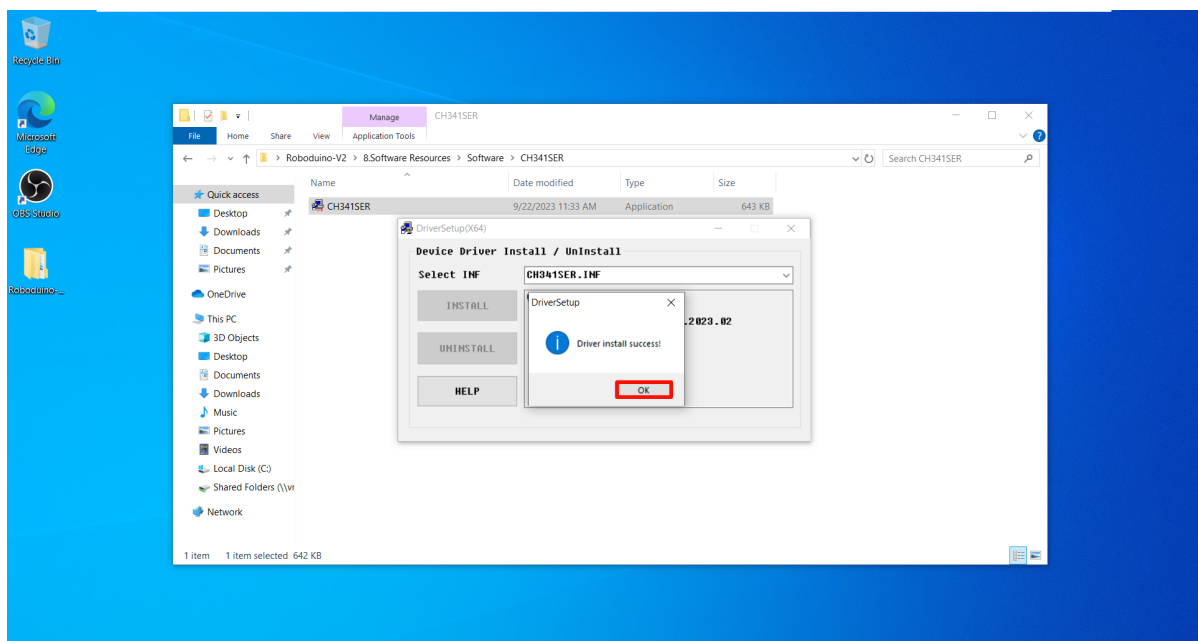 Recycle Bin
Microsoft
Edge
OBS Studio
Roboduino-...
Manage
CH341SER
File
Home
Share
View
Application Tools
Roboduino-V2 > 8.Software Resources > Software > CH341SER
Search CH341SER
Name
Date modified
Type
Size
CH341SER
9/22/2023 11:33 AM
Application
643 KB
Quick access
Desktop
Downloads
Documents
Pictures
OneDrive
This PC
3D Objects
Desktop
Documents
Downloads
Music
Pictures
Videos
Local Disk (C:)
Shared Folders (\\vr
Network
DriverSetup(X64)
Device Driver Install / UnInstall
Select INF
CH341SER.INF
INSTALL
UNINSTALL
HELP
.2023.02
DriverSetup
Driver install success!
OK
1 item
1 item selected 642 KB